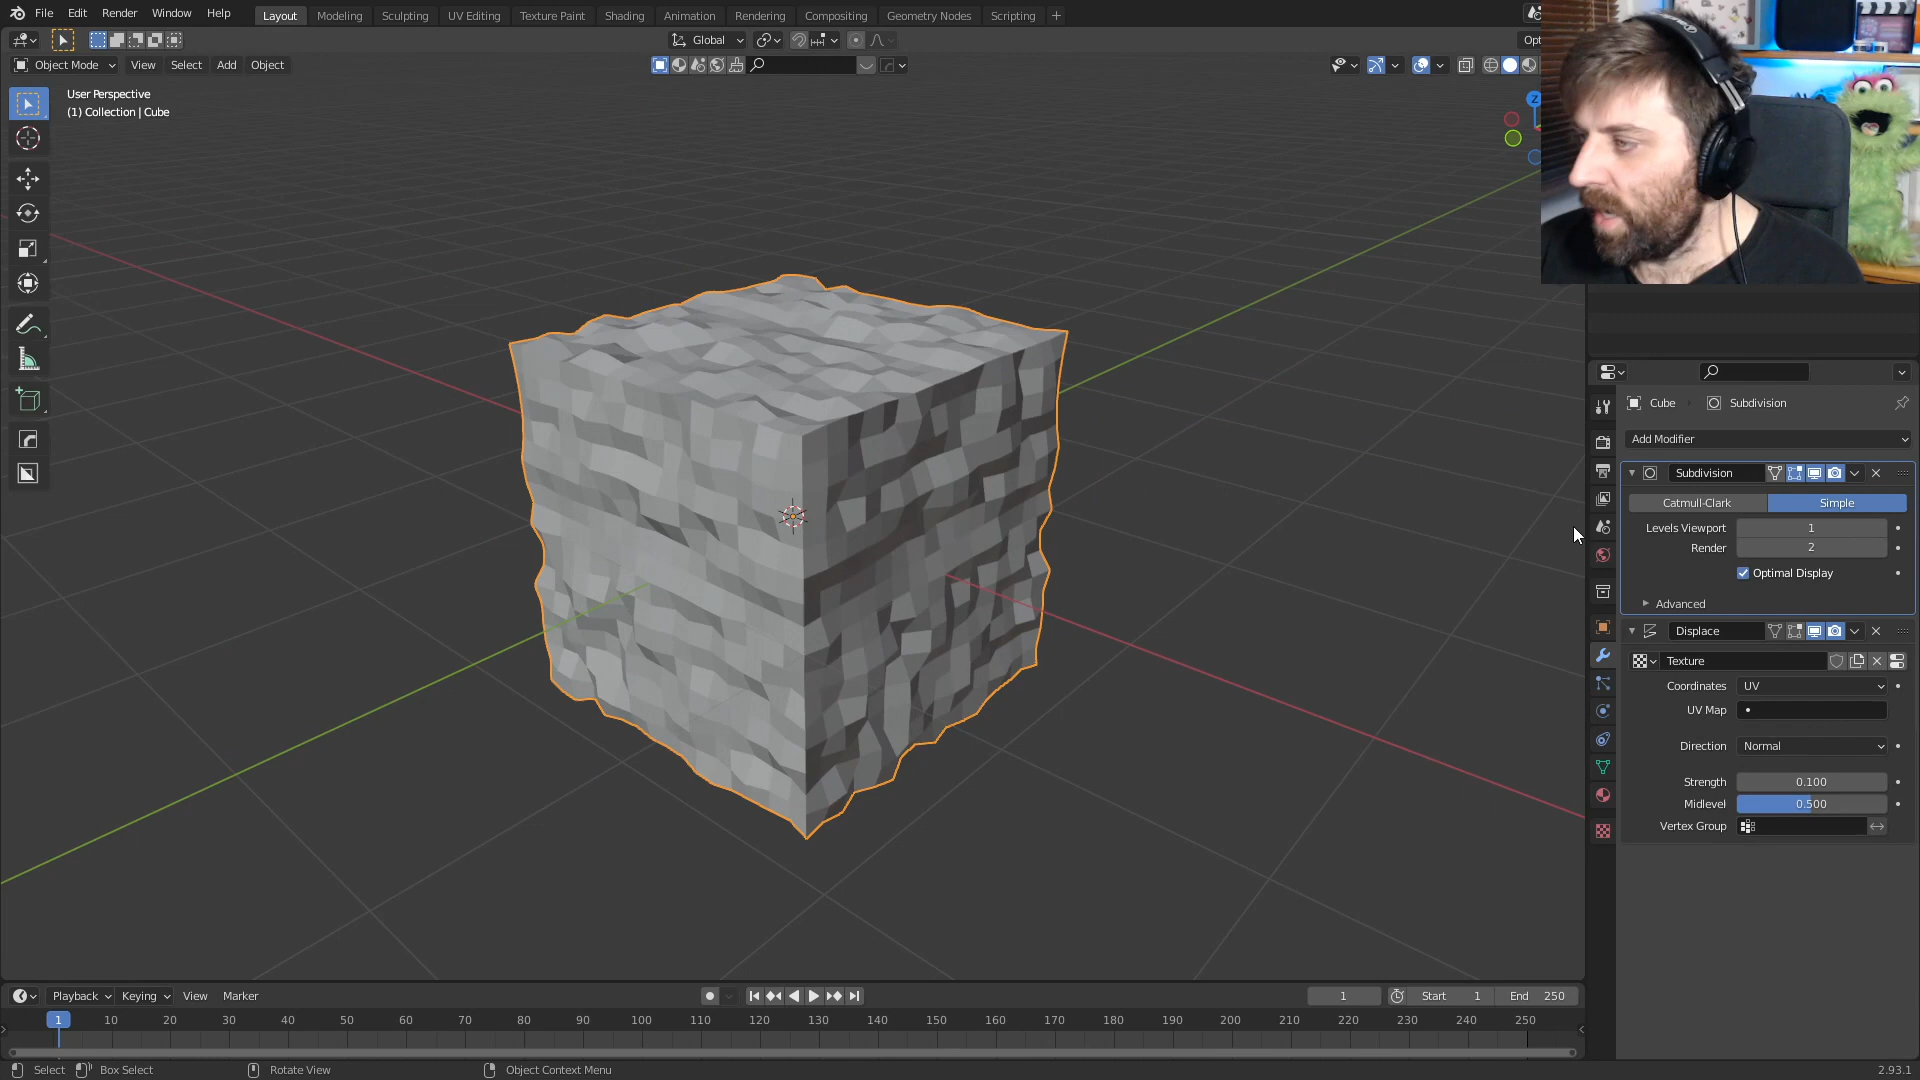 File Edit Render Window Help Layout Modeling Sculpting UV Editing Texture Paint Shading Animation Rendering Compositing Geometry Nodes Scripting +
Global Opt
Object Mode View Select Add Object
User Perspective
(1) Collection | Cube
Z
Cube Subdivision
Add Modifier
Subdivision
Catmull-Clark Simple
Levels Viewport 1
Render 2
Optimal Display
Advanced
Displace
Texture
Coordinates UV
UV Map
Direction Normal
Strength 0.100
Midlevel 0.500
Vertex Group
Playback Keying View Marker 1 Start 1 End 250
1 10 20 30 40 50 60 70 80 90 100 110 120 130 140 150 160 170 180 190 200 210 220 230 240 250
Select Box Select Rotate View Object Context Menu 2.93.1